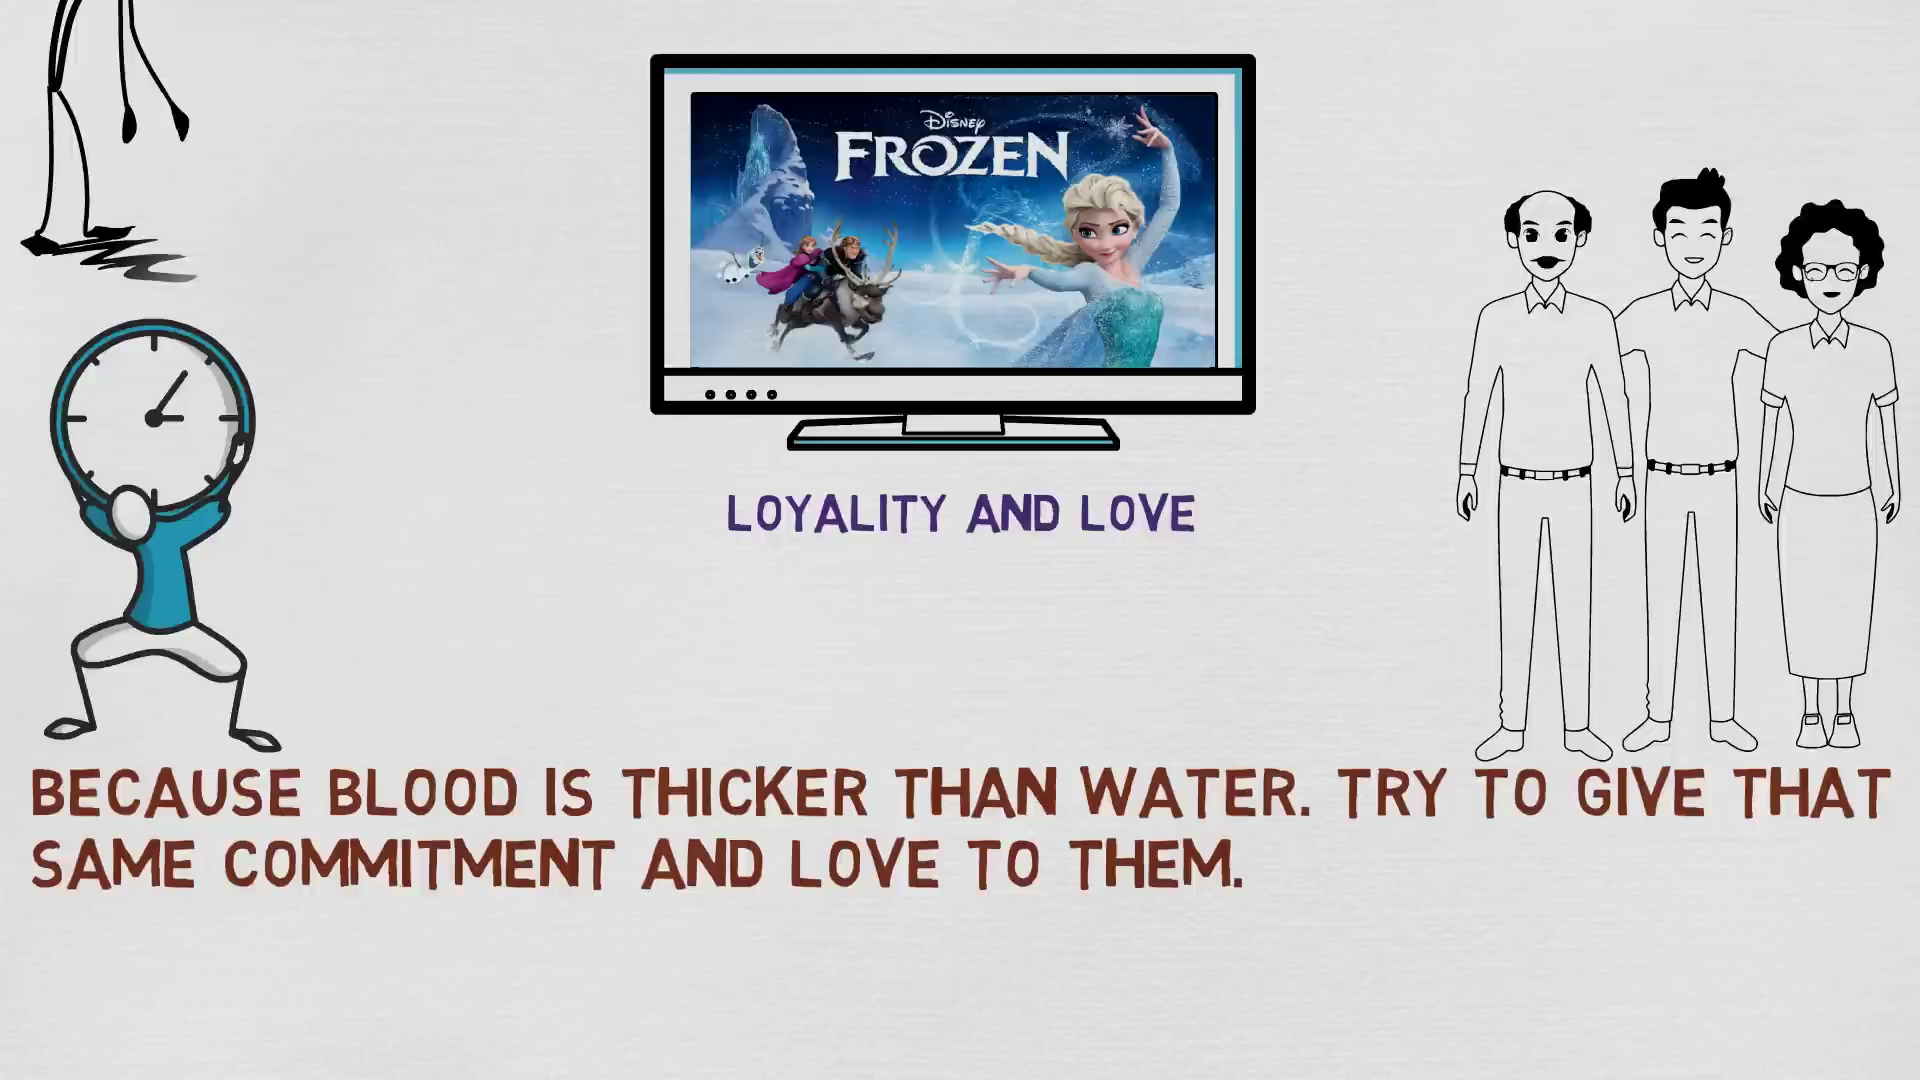 Disney
FROZEN
LOYALITY AND LOVE
BECAUSE BLOOD IS THICKER THAN WATER. TRY TO GIVE THAT
SAME COMMITMENT AND LOVE TO THEM.